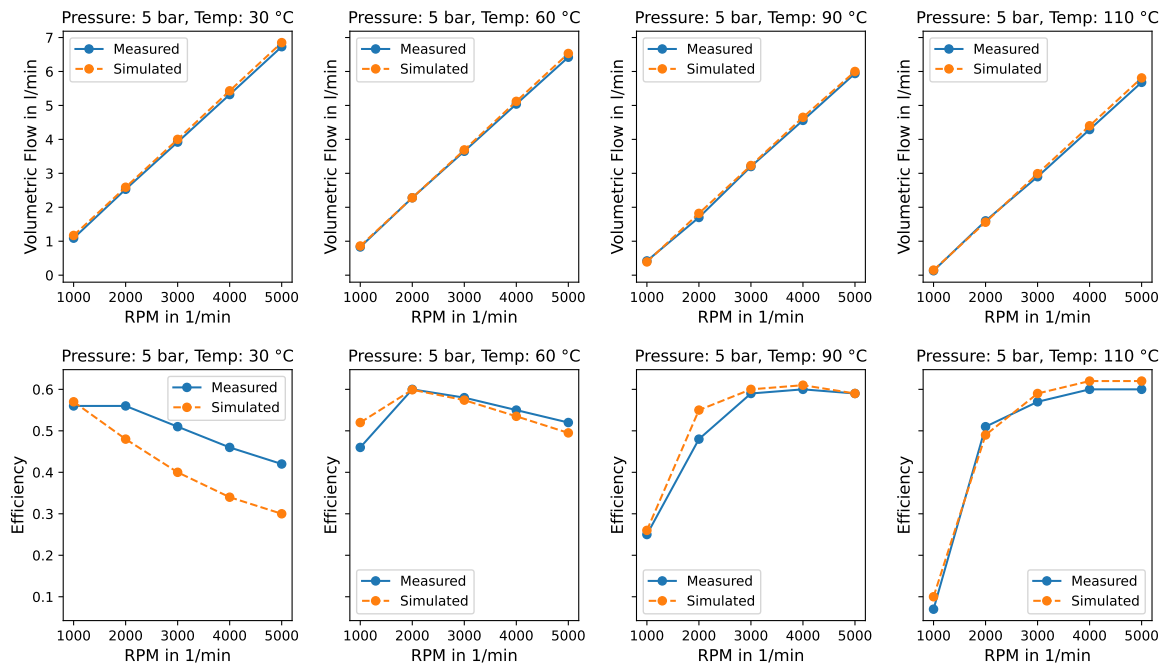 Pressure: 5 bar, Temp: 30 °C
Pressure: 5 bar, Temp: 60 °C
Pressure: 5 bar, Temp: 90 °C
Pressure: 5 bar, Temp: 110 °C
Volumetric Flow in l/min
7
6
5
4
3
2
1
0
Measured
Simulated
1000 2000 3000 4000 5000
RPM in 1/min
Volumetric Flow in l/min
Measured
Simulated
1000 2000 3000 4000 5000
RPM in 1/min
Volumetric Flow in l/min
Measured
Simulated
1000 2000 3000 4000 5000
RPM in 1/min
Volumetric Flow in l/min
Measured
Simulated
1000 2000 3000 4000 5000
RPM in 1/min
Pressure: 5 bar, Temp: 30 °C
Pressure: 5 bar, Temp: 60 °C
Pressure: 5 bar, Temp: 90 °C
Pressure: 5 bar, Temp: 110 °C
Efficiency
0.6
0.5
0.4
0.3
0.2
0.1
Measured
Simulated
1000 2000 3000 4000 5000
RPM in 1/min
Efficiency
Measured
Simulated
1000 2000 3000 4000 5000
RPM in 1/min
Efficiency
Measured
Simulated
1000 2000 3000 4000 5000
RPM in 1/min
Efficiency
Measured
Simulated
1000 2000 3000 4000 5000
RPM in 1/min